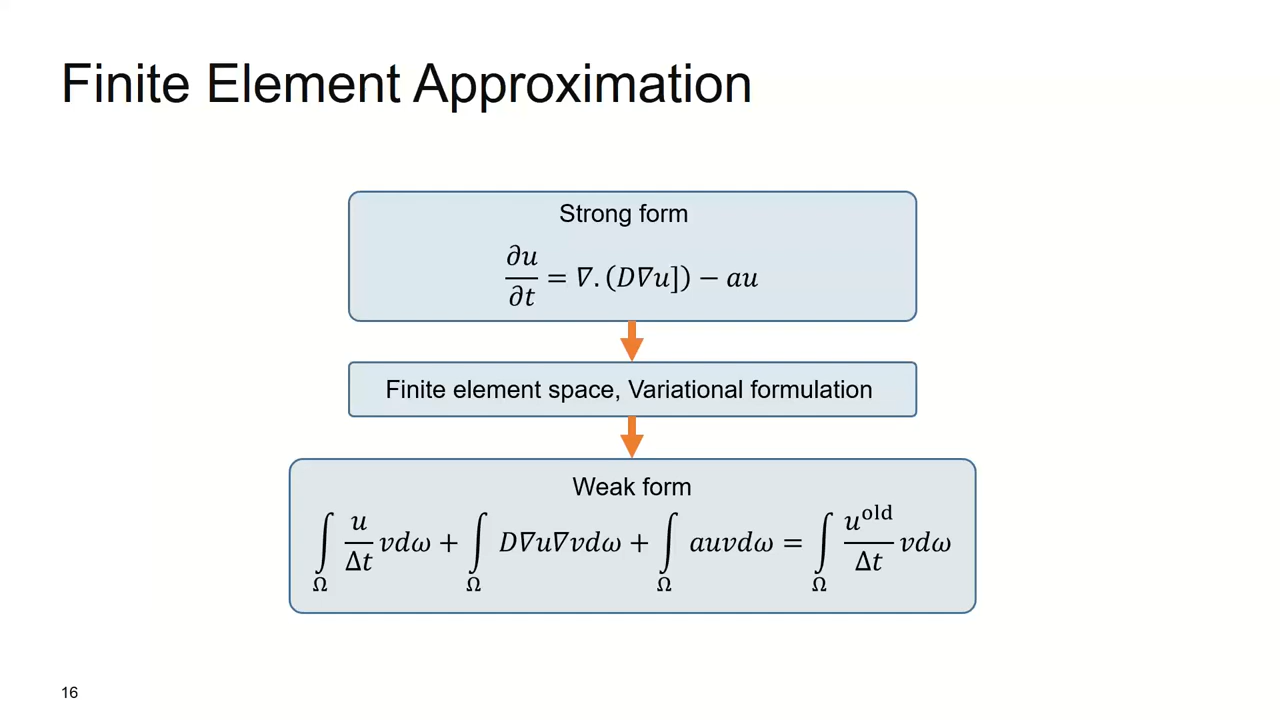 Finite Element Approximation
Strong form
∂u/∂t = ∇.(D∇u]) − au
Finite element space, Variational formulation
Weak form
∫_Ω u/Δt vdω + ∫_Ω D∇u∇vdω + ∫_Ω auvdω = ∫_Ω u^old/Δt vdω
16